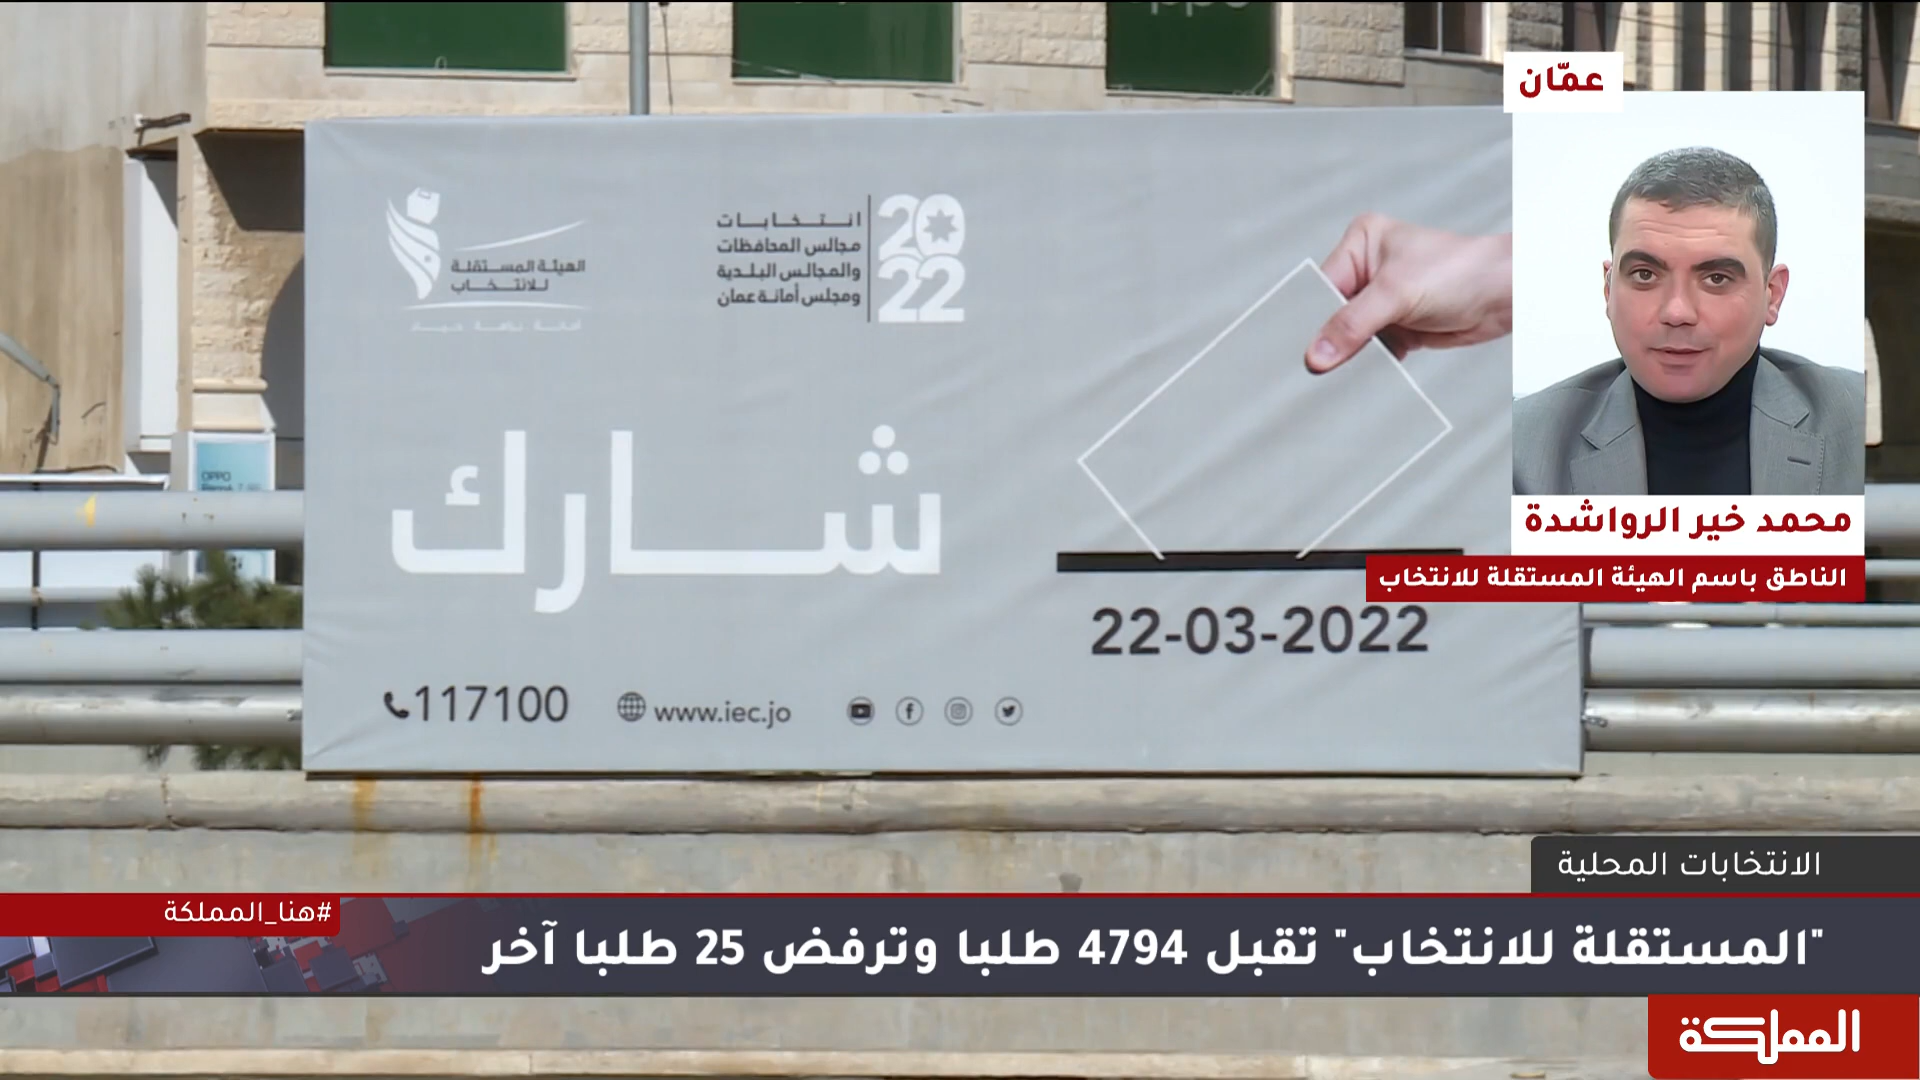 عمّان
محمد خير الرواشدة
الناطق باسم الهيئة المستقلة للانتخاب
2022
انتخابات
مجالس المحافظات
والمجالس البلدية
ومجلس أمانة عمان
الهيئة المستقلة
للانتخاب
شارك
22-03-2022
117100
www.iec.jo
OPPO
الانتخابات المحلية
#هنا_المملكة
"المستقلة للانتخاب" تقبل 4794 طلبا وترفض 25 طلبا آخر
المملكة